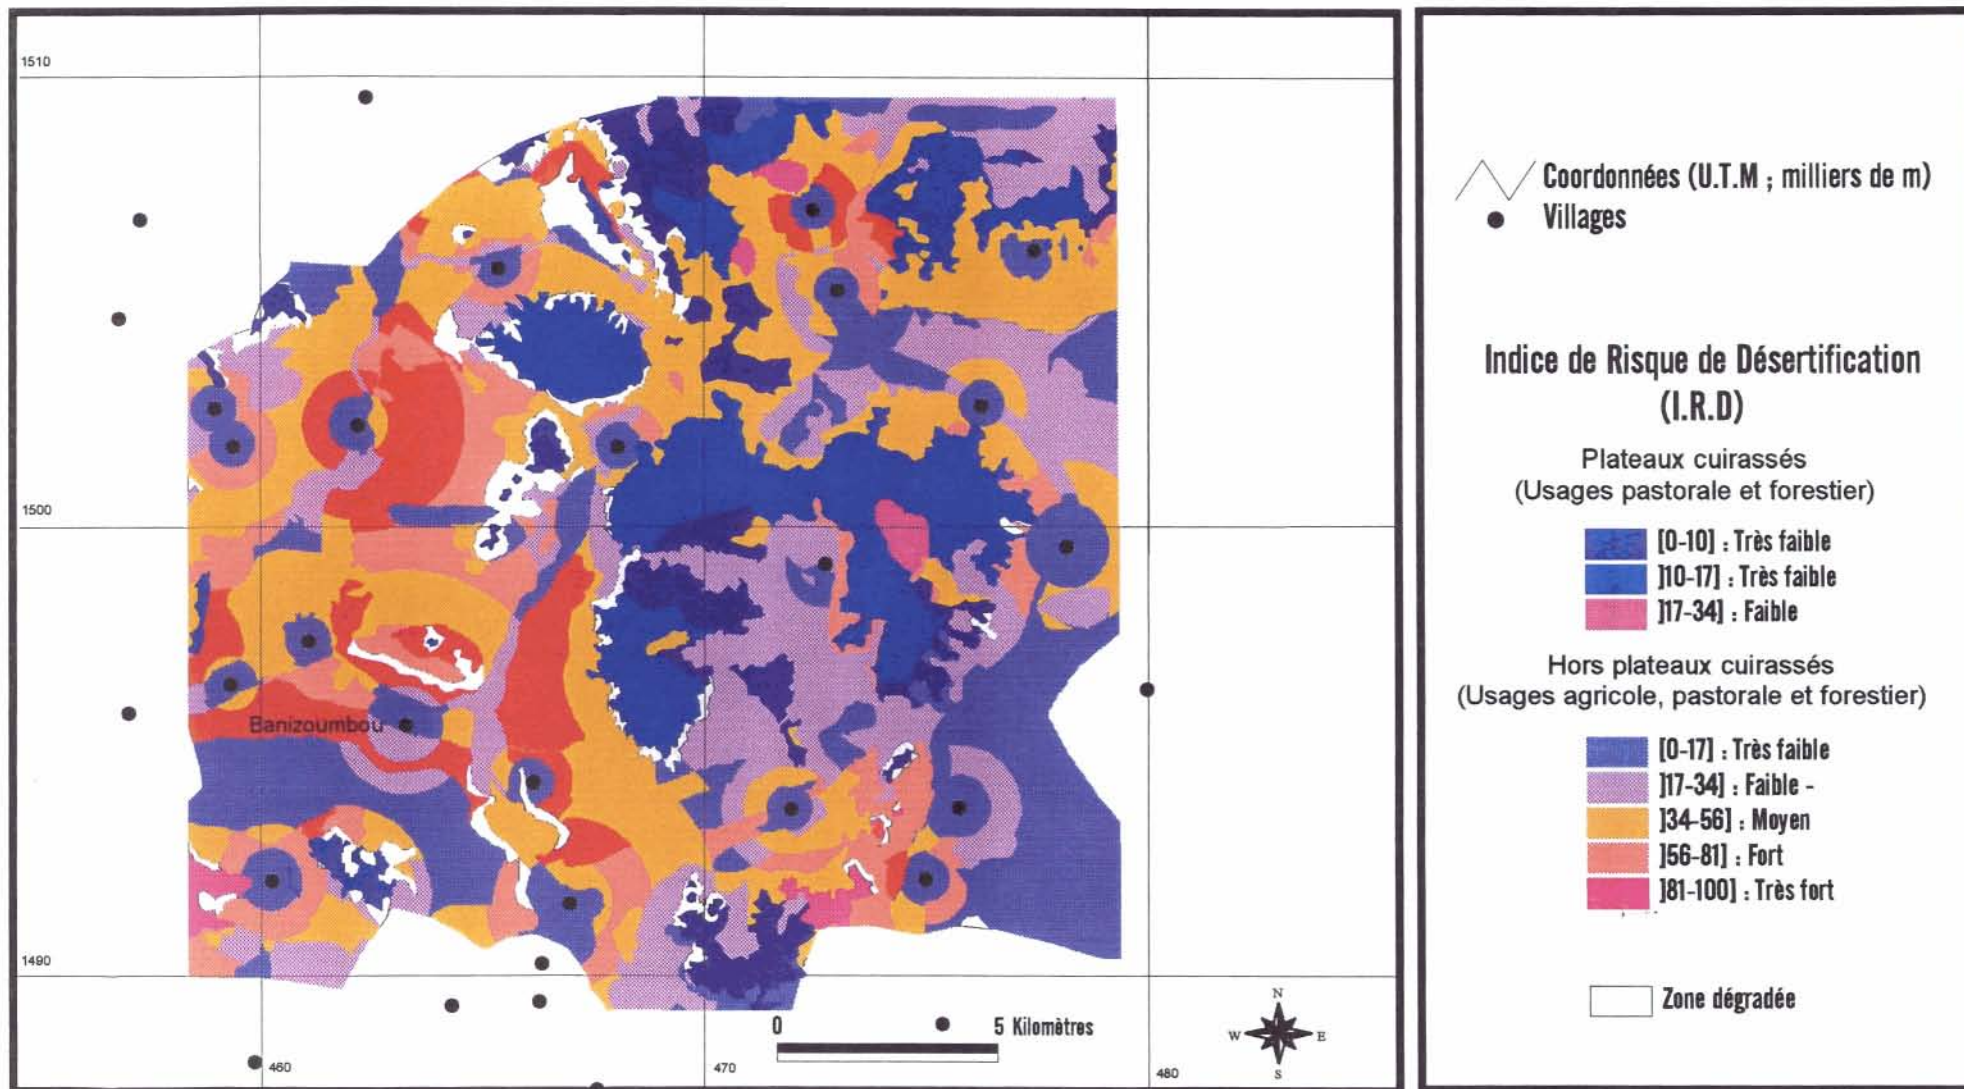 1510
1500
1490
460
470
480
Banizoumbou
0
5 Kilomètres
N
W
E
S
Coordonnées (U.T.M ; milliers de m)
Villages
Indice de Risque de Désertification
(I.R.D)
Plateaux cuirassés
(Usages pastorale et forestier)
[0-10] : Très faible
]10-17] : Très faible
]17-34] : Faible
Hors plateaux cuirassés
(Usages agricole, pastorale et forestier)
[0-17] : Très faible
]17-34] : Faible -
]34-56] : Moyen
]56-81] : Fort
]81-100] : Très fort
Zone dégradée